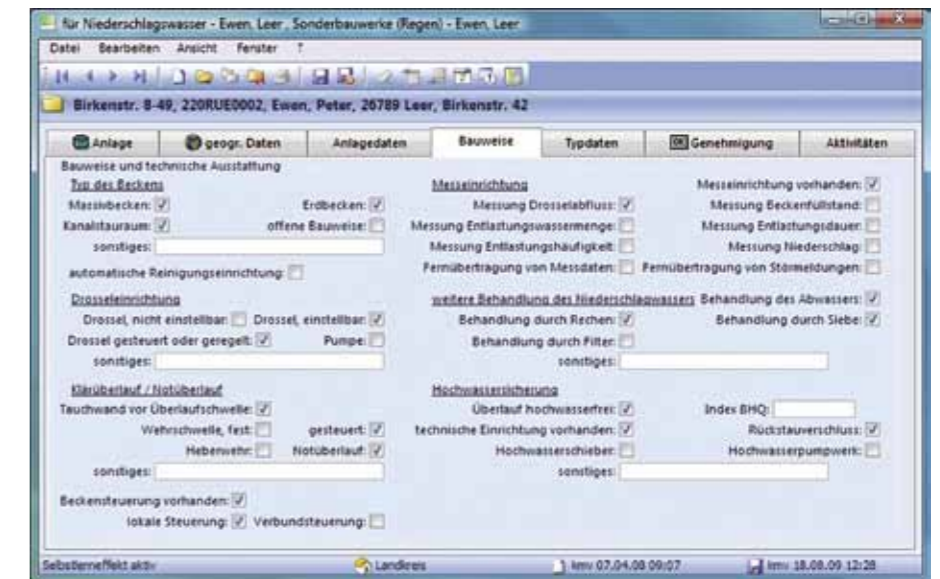 für Niederschlagswasser - Ewen, Leer , Sonderbauwerke (Regen) - Ewen, Leer
Datei Bearbeiten Ansicht Fenster ?
Birkenstr. 8-49, 220RUE0002, Ewen, Peter, 26789 Leer, Birkenstr. 42
Anlage geogr. Daten Anlagedaten Bauweise Typdaten Genehmigung Aktivitäten
Bauweise und technische Ausstattung
Typ des Beckens
Massivbecken: Erdbecken:
Kanalstauraum: offene Bauweise:
sonstiges:
automatische Reinigungseinrichtung:
Messeinrichtung Messeinrichtung vorhanden:
Messung Drosselabfluss: Messung Beckenfüllstand:
Messung Entlastungswassermenge: Messung Entlastungsdauer:
Messung Entlastungshäufigkeit: Messung Niederschlag:
Fernübertragung von Messdaten: Fernübertragung von Störmeldungen:
Drosseleinrichtung
Drossel, nicht einstellbar: Drossel, einstellbar:
Drossel gesteuert oder geregelt: Pumpe:
sonstiges:
weitere Behandlung des Niederschlagwassers Behandlung des Abwassers:
Behandlung durch Rechen: Behandlung durch Siebe:
Behandlung durch Filter:
sonstiges:
Klärüberlauf / Notüberlauf
Tauchwand vor Überlaufschwelle:
Wehrschwelle, fest: gesteuert:
Heberwehr: Notüberlauf:
sonstiges:
Hochwassersicherung
Überlauf hochwasserfrei: Index BHQ:
technische Einrichtung vorhanden: Rückstauverschluss:
Hochwasserschieber: Hochwasserpumpwerk:
sonstiges:
Beckensteuerung vorhanden:
lokale Steuerung: Verbundsteuerung:
Selbstlerneffekt aktiv Landkreis kmv 07.04.08 09:07 kmv 18.08.09 12:28